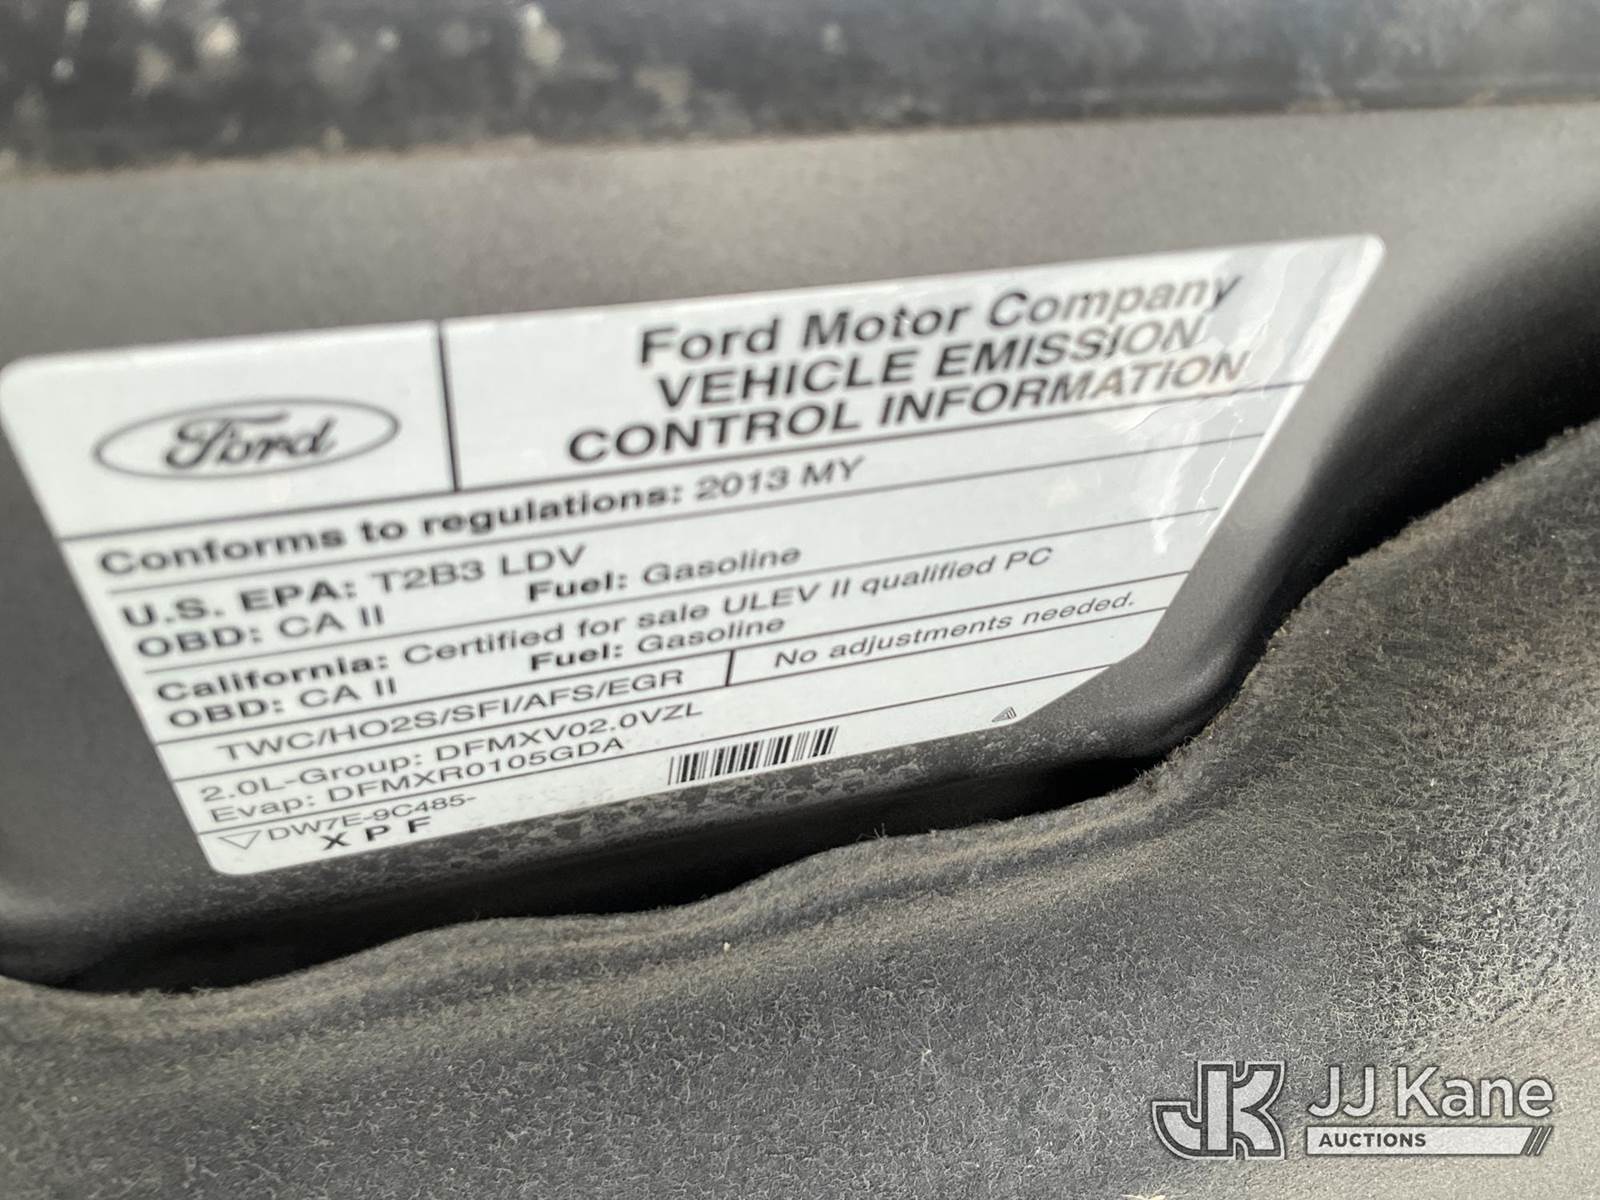 Ford
Ford Motor Company
VEHICLE EMISSION
CONTROL INFORMATION
Conforms to regulations: 2013 MY
U.S. EPA: T2B3 LDV
OBD: CA II Fuel: Gasoline
California: Certified for sale ULEV II qualified PC
OBD: CA II Fuel: Gasoline
TWC/HO2S/SFI/AFS/EGR No adjustments needed.
2.0L-Group: DFMXV02.0VZL
Evap: DFMXR0105GDA
DW7E-9C485-
X P F
JK JJ Kane
AUCTIONS